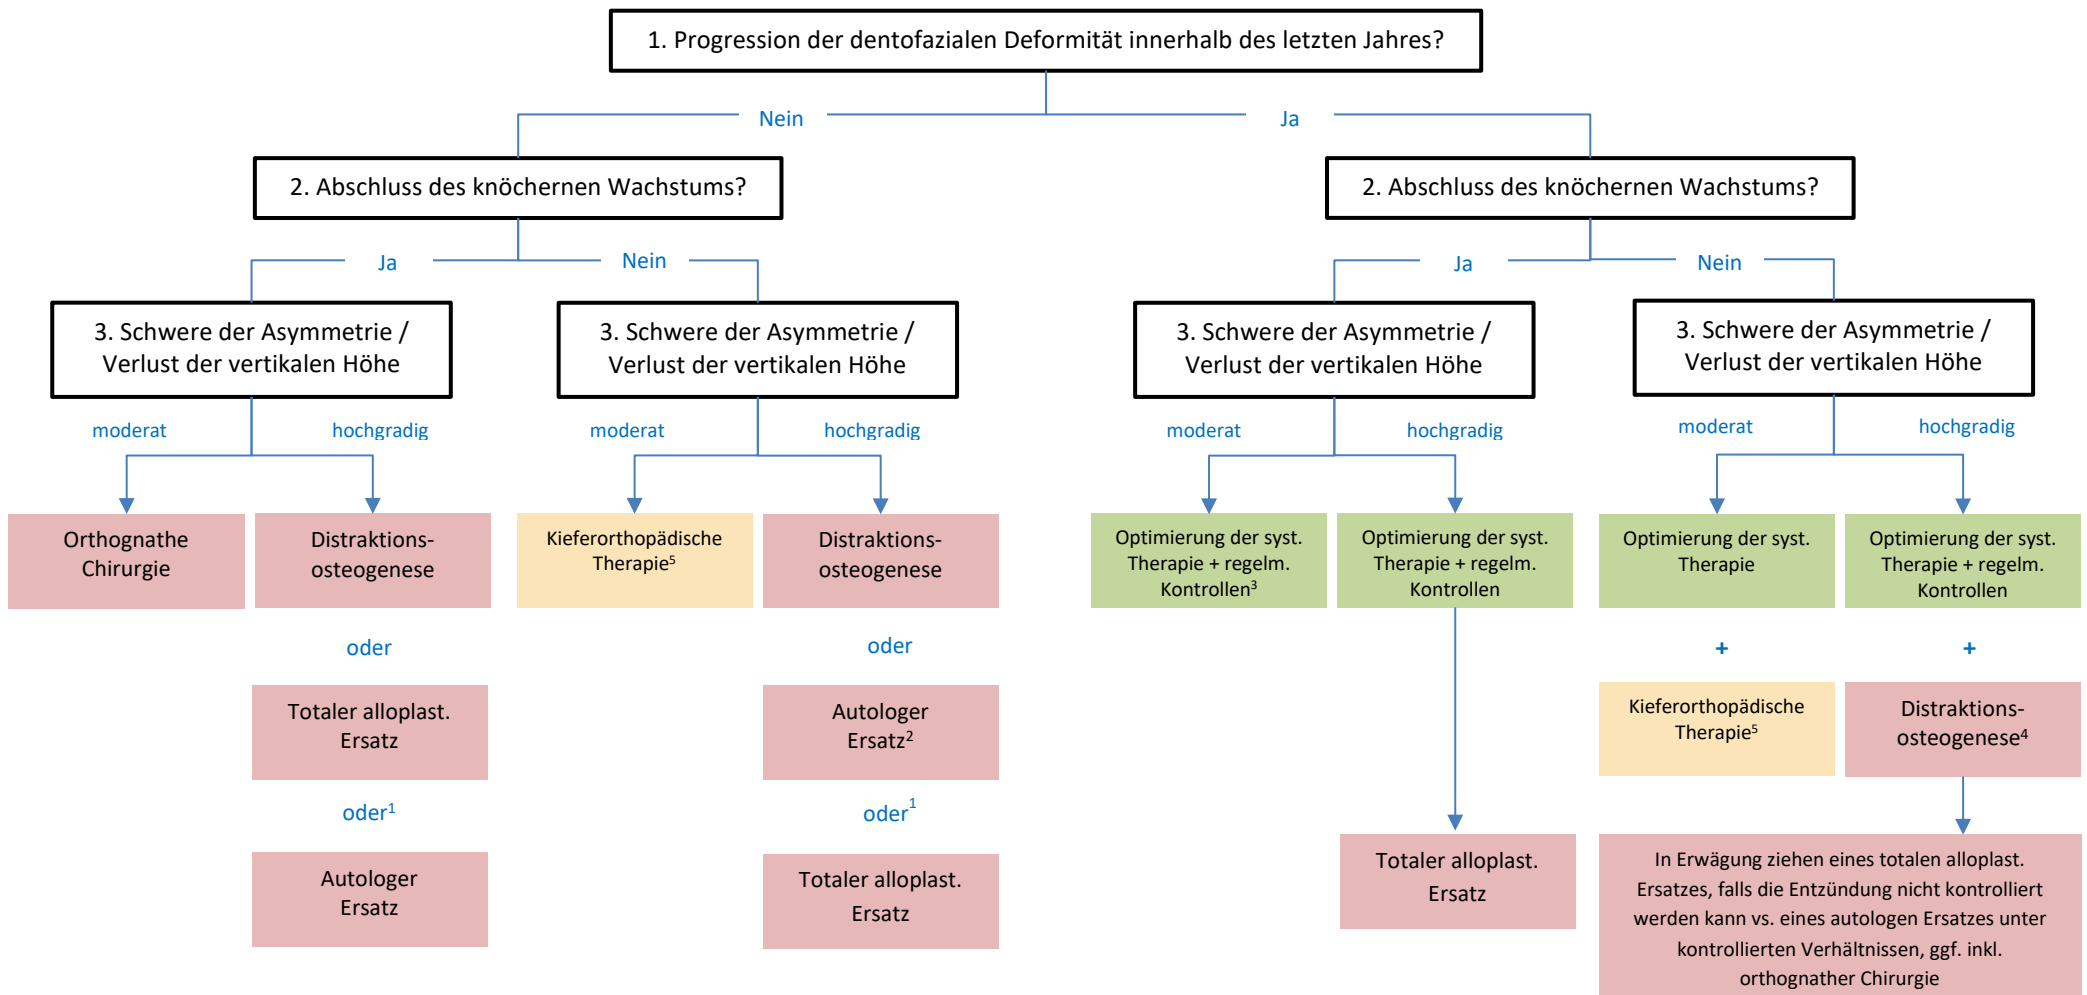 1. Progression der dentofazialen Deformität innerhalb des letzten Jahres?
Nein
Ja
2. Abschluss des knöchernen Wachstums?
2. Abschluss des knöchernen Wachstums?
Ja
Nein
Ja
Nein
3. Schwere der Asymmetrie /
Verlust der vertikalen Höhe
3. Schwere der Asymmetrie /
Verlust der vertikalen Höhe
3. Schwere der Asymmetrie /
Verlust der vertikalen Höhe
3. Schwere der Asymmetrie /
Verlust der vertikalen Höhe
moderat
hochgradig
moderat
hochgradig
moderat
hochgradig
moderat
hochgradig
Orthognathe
Chirurgie
Distraktions-
osteogenese
Kieferorthopädische
Therapie⁵
Distraktions-
osteogenese
Optimierung der syst.
Therapie + regelm.
Kontrollen³
Optimierung der syst.
Therapie + regelm.
Kontrollen
Optimierung der syst.
Therapie
Optimierung der syst.
Therapie + regelm.
Kontrollen
oder
oder
+
+
Totaler alloplast.
Ersatz
Autologer
Ersatz²
Kieferorthopädische
Therapie⁵
Distraktions-
osteogenese⁴
oder¹
oder¹
Autologer
Ersatz
Totaler alloplast.
Ersatz
Totaler alloplast.
Ersatz
In Erwägung ziehen eines totalen alloplast.
Ersatzes, falls die Entzündung nicht kontrolliert
werden kann vs. eines autologen Ersatzes unter
kontrollierten Verhältnissen, ggf. inkl.
orthognather Chirurgie